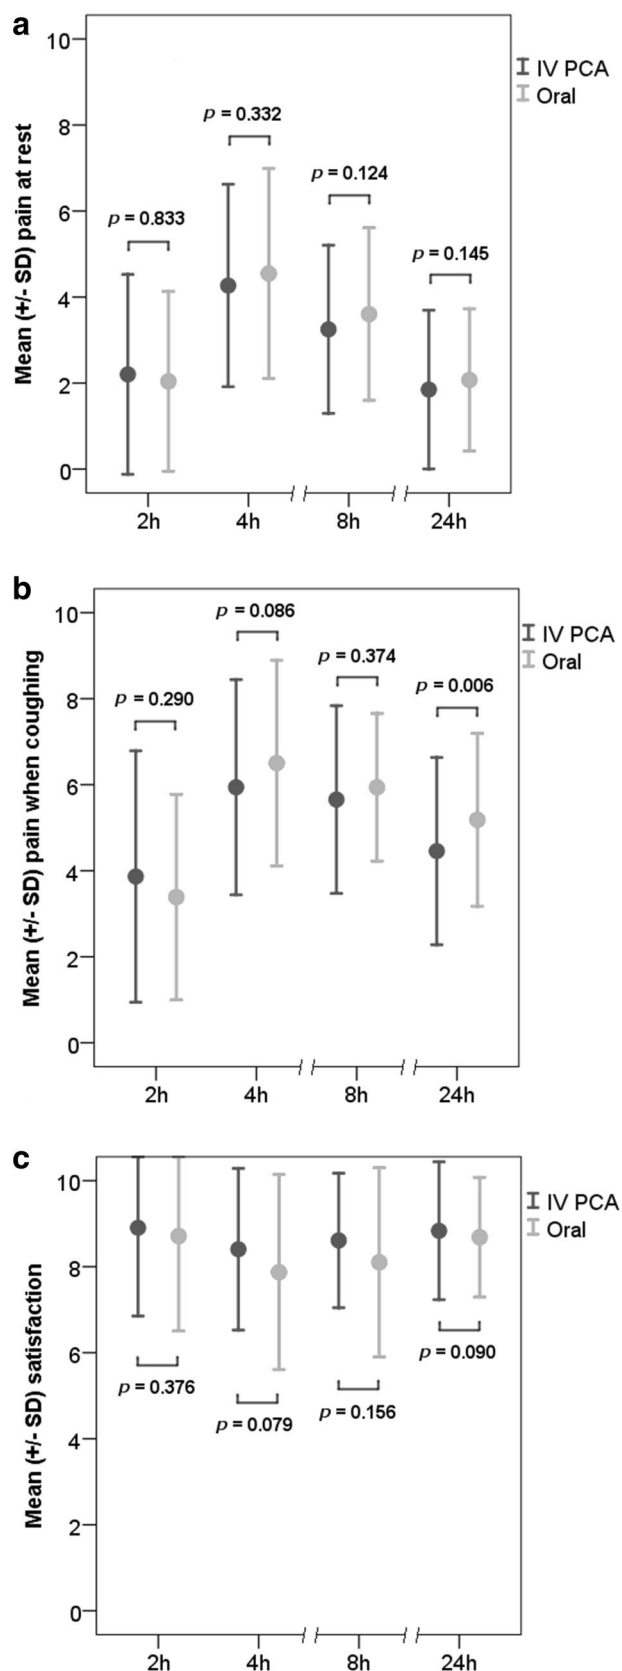 a
10
8
6
4
2
0
Mean (+/- SD) pain at rest
p = 0.833
p = 0.332
p = 0.124
p = 0.145
2h 4h 8h 24h
IV PCA
Oral
b
10
8
6
4
2
0
Mean (+/- SD) pain when coughing
p = 0.290
p = 0.086
p = 0.374
p = 0.006
2h 4h 8h 24h
IV PCA
Oral
c
10
8
6
4
2
0
Mean (+/- SD) satisfaction
p = 0.376
p = 0.079
p = 0.156
p = 0.090
2h 4h 8h 24h
IV PCA
Oral